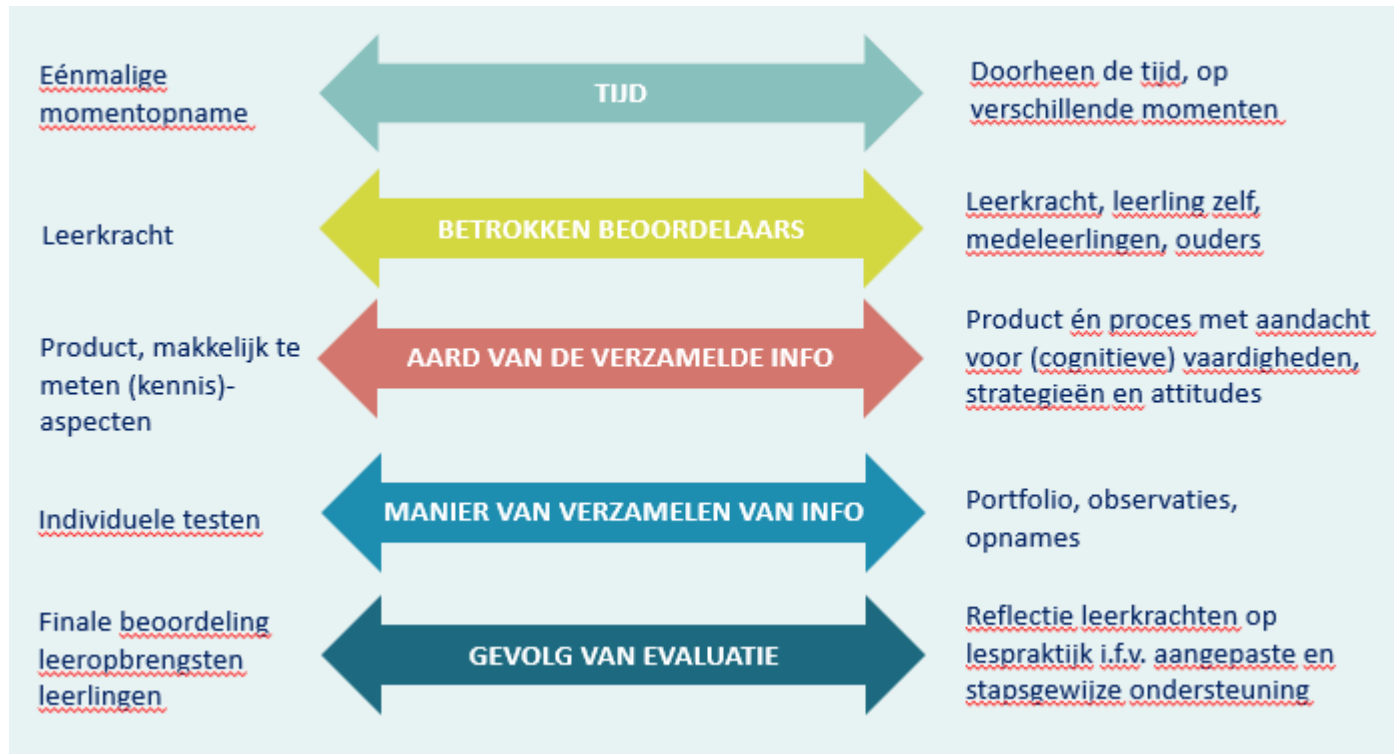 Eénmalige
momentopname
TIJD
Doorheen de tijd, op
verschillende momenten
Leerkracht
BETROKKEN BEOORDELAARS
Leerkracht, leerling zelf,
medeleerlingen, ouders
Product, makkelijk te
meten (kennis)-
aspecten
AARD VAN DE VERZAMELDE INFO
Product én proces met aandacht
voor (cognitieve) vaardigheden,
strategieën en attitudes
Individuele testen
MANIER VAN VERZAMELEN VAN INFO
Portfolio, observaties,
opnames
Finale beoordeling
leeropbrengsten
leerlingen
GEVOLG VAN EVALUATIE
Reflectie leerkrachten op
lespraktijk i.f.v. aangepaste en
stapsgewijze ondersteuning